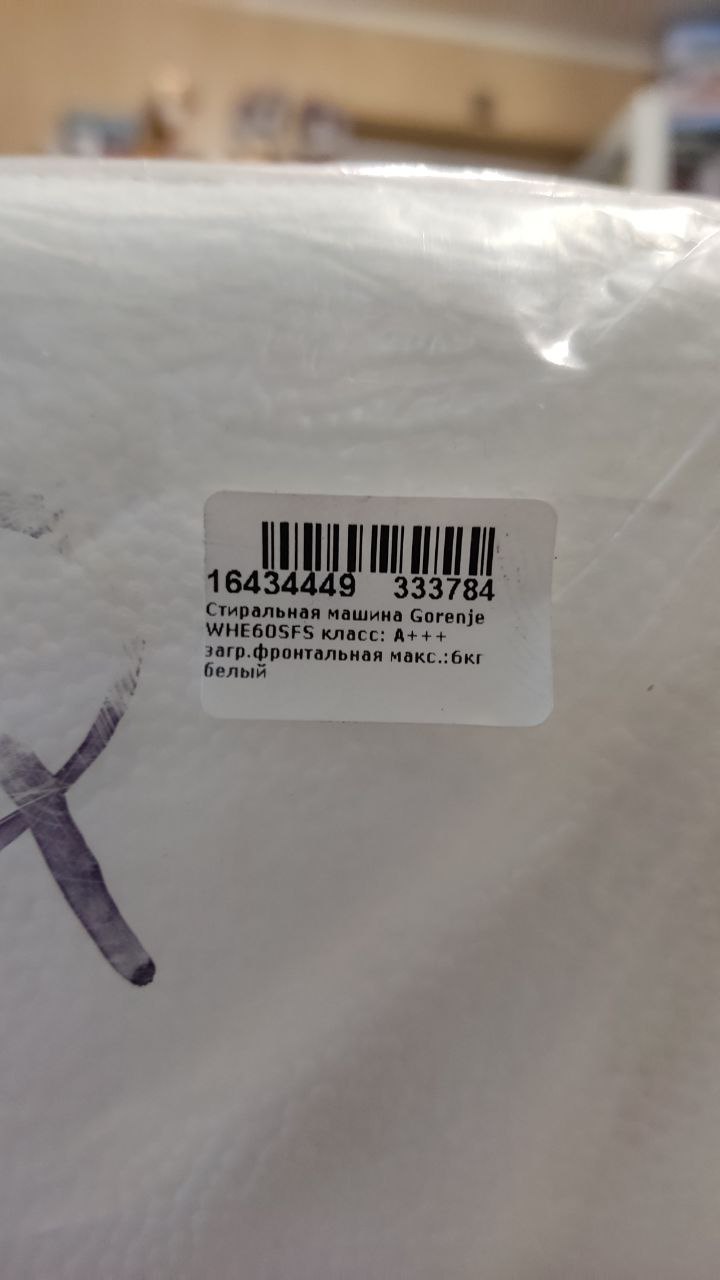 16434449 333784
Стиральная машина Gorenje
WHE60SFS класс: A+++
загр.фронтальная макс.:6кг
белый